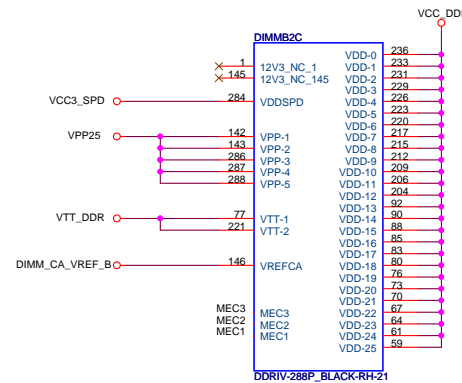 VCC_DD
DIMMB2C
1 12V3_NC_1
145 12V3_NC_145
VCC3_SPD 284 VDDSPD
VPP25 142 VPP-1
143 VPP-2
286 VPP-3
287 VPP-4
288 VPP-5
VTT_DDR 77 VTT-1
221 VTT-2
DIMM_CA_VREF_B 146 VREFCA
MEC3 MEC3
MEC2 MEC2
MEC1 MEC1
VDD-0 236
VDD-1 233
VDD-2 231
VDD-3 229
VDD-4 226
VDD-5 223
VDD-6 220
VDD-7 217
VDD-8 215
VDD-9 212
VDD-10 209
VDD-11 206
VDD-12 204
VDD-13 92
VDD-14 90
VDD-15 88
VDD-16 85
VDD-17 83
VDD-18 80
VDD-19 76
VDD-20 73
VDD-21 70
VDD-22 67
VDD-23 64
VDD-24 61
VDD-25 59
DDRIV-288P_BLACK-RH-21